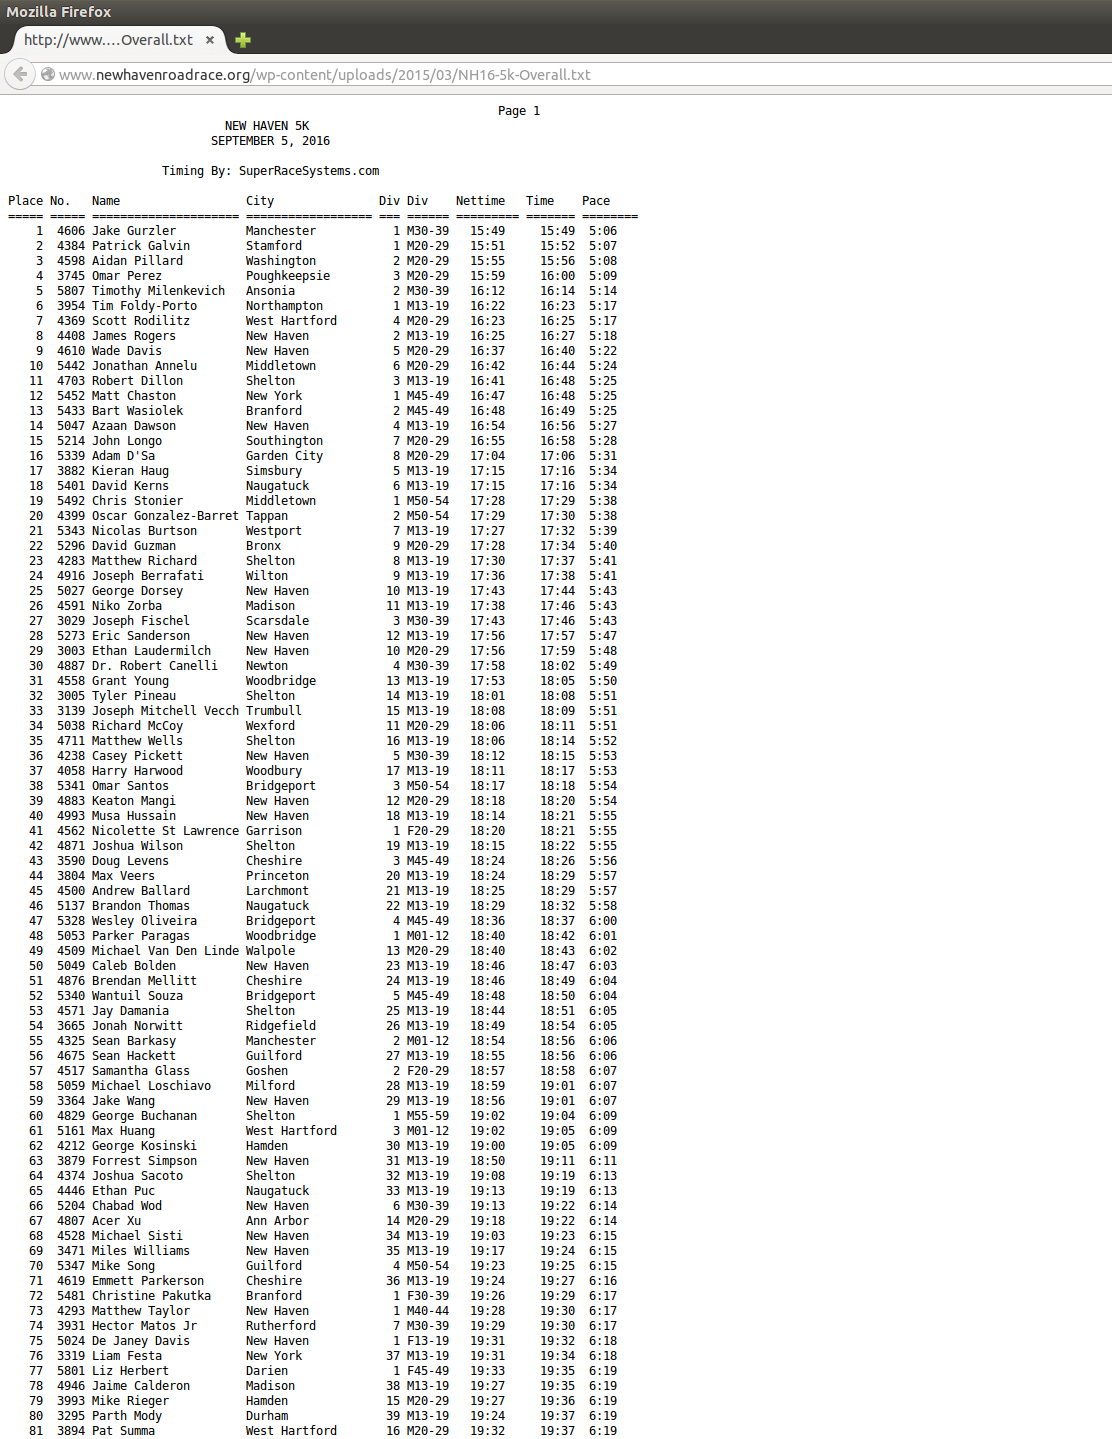 Mozilla Firefox
http://www....Overall.txt
www.newhavenroadrace.org/wp-content/uploads/2015/03/NH16-5k-Overall.txt
Page 1
NEW HAVEN 5K
SEPTEMBER 5, 2016
Timing By: SuperRaceSystems.com
Place No. Name City Div Div Nettime Time Pace
===== ===== ===================== ================== === ====== ========= ======= ========
1 4606 Jake Gurzler Manchester 1 M30-39 15:49 15:49 5:06
2 4384 Patrick Galvin Stamford 1 M20-29 15:51 15:52 5:07
3 4598 Aidan Pillard Washington 2 M20-29 15:55 15:56 5:08
4 3745 Omar Perez Poughkeepsie 3 M20-29 15:59 16:00 5:09
5 5807 Timothy Milenkevich Ansonia 2 M30-39 16:12 16:14 5:14
6 3954 Tim Foldy-Porto Northampton 1 M13-19 16:22 16:23 5:17
7 4369 Scott Rodilitz West Hartford 4 M20-29 16:23 16:25 5:17
8 4408 James Rogers New Haven 2 M13-19 16:25 16:27 5:18
9 4610 Wade Davis New Haven 5 M20-29 16:37 16:40 5:22
10 5442 Jonathan Annelu Middletown 6 M20-29 16:42 16:44 5:24
11 4703 Robert Dillon Shelton 3 M13-19 16:41 16:48 5:25
12 5452 Matt Chaston New York 1 M45-49 16:47 16:48 5:25
13 5433 Bart Wasiolek Branford 2 M45-49 16:48 16:49 5:25
14 5047 Azaan Dawson New Haven 4 M13-19 16:54 16:56 5:27
15 5214 John Longo Southington 7 M20-29 16:55 16:58 5:28
16 5339 Adam D'Sa Garden City 8 M20-29 17:04 17:06 5:31
17 3882 Kieran Haug Simsbury 5 M13-19 17:15 17:16 5:34
18 5401 David Kerns Naugatuck 6 M13-19 17:15 17:16 5:34
19 5492 Chris Stonier Middletown 1 M50-54 17:28 17:29 5:38
20 4399 Oscar Gonzalez-Barret Tappan 2 M50-54 17:29 17:30 5:38
21 5343 Nicolas Burtson Westport 7 M13-19 17:27 17:32 5:39
22 5296 David Guzman Bronx 9 M20-29 17:28 17:34 5:40
23 4283 Matthew Richard Shelton 8 M13-19 17:30 17:37 5:41
24 4916 Joseph Berrafati Wilton 9 M13-19 17:36 17:38 5:41
25 5027 George Dorsey New Haven 10 M13-19 17:43 17:44 5:43
26 4591 Niko Zorba Madison 11 M13-19 17:38 17:46 5:43
27 3029 Joseph Fischel Scarsdale 3 M30-39 17:43 17:46 5:43
28 5273 Eric Sanderson New Haven 12 M13-19 17:56 17:57 5:47
29 3003 Ethan Laudermilch New Haven 10 M20-29 17:56 17:59 5:48
30 4887 Dr. Robert Canelli Newton 4 M30-39 17:58 18:02 5:49
31 4558 Grant Young Woodbridge 13 M13-19 17:53 18:05 5:50
32 3005 Tyler Pineau Shelton 14 M13-19 18:01 18:08 5:51
33 3139 Joseph Mitchell Vecch Trumbull 15 M13-19 18:08 18:09 5:51
34 5038 Richard McCoy Wexford 11 M20-29 18:06 18:11 5:51
35 4711 Matthew Wells Shelton 16 M13-19 18:06 18:14 5:52
36 4238 Casey Pickett New Haven 5 M30-39 18:12 18:15 5:53
37 4058 Harry Harwood Woodbury 17 M13-19 18:11 18:17 5:53
38 5341 Omar Santos Bridgeport 3 M50-54 18:17 18:18 5:54
39 4883 Keaton Mangi New Haven 12 M20-29 18:18 18:20 5:54
40 4993 Musa Hussain New Haven 18 M13-19 18:14 18:21 5:55
41 4562 Nicolette St Lawrence Garrison 1 F20-29 18:20 18:21 5:55
42 4871 Joshua Wilson Shelton 19 M13-19 18:15 18:22 5:55
43 3590 Doug Levens Cheshire 3 M45-49 18:24 18:26 5:56
44 3804 Max Veers Princeton 20 M13-19 18:24 18:29 5:57
45 4500 Andrew Ballard Larchmont 21 M13-19 18:25 18:29 5:57
46 5137 Brandon Thomas Naugatuck 22 M13-19 18:29 18:32 5:58
47 5328 Wesley Oliveira Bridgeport 4 M45-49 18:36 18:37 6:00
48 5053 Parker Paragas Woodbridge 1 M01-12 18:40 18:42 6:01
49 4509 Michael Van Den Linde Walpole 13 M20-29 18:40 18:43 6:02
50 5049 Caleb Bolden New Haven 23 M13-19 18:46 18:47 6:03
51 4876 Brendan Mellitt Cheshire 24 M13-19 18:46 18:49 6:04
52 5340 Wantuil Souza Bridgeport 5 M45-49 18:48 18:50 6:04
53 4571 Jay Damania Shelton 25 M13-19 18:44 18:51 6:05
54 3665 Jonah Norwitt Ridgefield 26 M13-19 18:49 18:54 6:05
55 4325 Sean Barkasy Manchester 2 M01-12 18:54 18:56 6:06
56 4675 Sean Hackett Guilford 27 M13-19 18:55 18:56 6:06
57 4517 Samantha Glass Goshen 2 F20-29 18:57 18:58 6:07
58 5059 Michael Loschiavo Milford 28 M13-19 18:59 19:01 6:07
59 3364 Jake Wang New Haven 29 M13-19 18:56 19:01 6:07
60 4829 George Buchanan Shelton 1 M55-59 19:02 19:04 6:09
61 5161 Max Huang West Hartford 3 M01-12 19:02 19:05 6:09
62 4212 George Kosinski Hamden 30 M13-19 19:00 19:05 6:09
63 3879 Forrest Simpson New Haven 31 M13-19 18:50 19:11 6:11
64 4374 Joshua Sacoto Shelton 32 M13-19 19:08 19:19 6:13
65 4446 Ethan Puc Naugatuck 33 M13-19 19:13 19:19 6:13
66 5204 Chabad Wod New Haven 6 M30-39 19:13 19:22 6:14
67 4807 Acer Xu Ann Arbor 14 M20-29 19:18 19:22 6:14
68 4528 Michael Sisti New Haven 34 M13-19 19:03 19:23 6:15
69 3471 Miles Williams New Haven 35 M13-19 19:17 19:24 6:15
70 5347 Mike Song Guilford 4 M50-54 19:23 19:25 6:15
71 4619 Emmett Parkerson Cheshire 36 M13-19 19:24 19:27 6:16
72 5481 Christine Pakutka Branford 1 F30-39 19:26 19:29 6:17
73 4293 Matthew Taylor New Haven 1 M40-44 19:28 19:30 6:17
74 3931 Hector Matos Jr Rutherford 7 M30-39 19:29 19:30 6:17
75 5024 De Janey Davis New Haven 1 F13-19 19:31 19:32 6:18
76 3319 Liam Festa New York 37 M13-19 19:31 19:34 6:18
77 5801 Liz Herbert Darien 1 F45-49 19:33 19:35 6:19
78 4946 Jaime Calderon Madison 38 M13-19 19:27 19:35 6:19
79 3993 Mike Rieger Hamden 15 M20-29 19:27 19:36 6:19
80 3295 Parth Mody Durham 39 M13-19 19:24 19:37 6:19
81 3894 Pat Summa West Hartford 16 M20-29 19:32 19:37 6:19